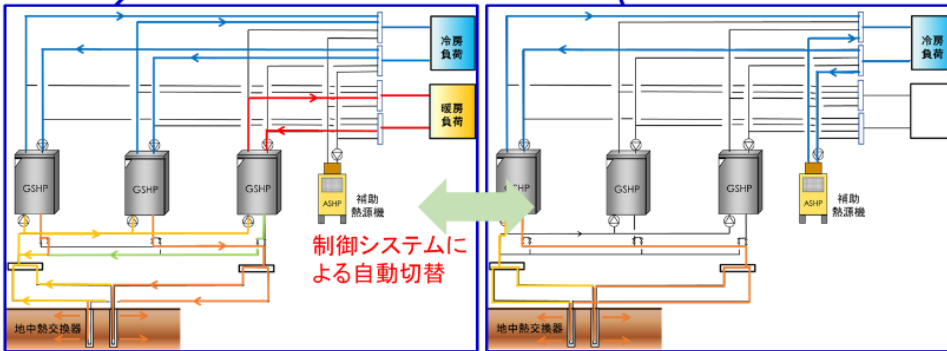 冷房
負荷
暖房
負荷
GSHP
GSHP
GSHP
ASHP
補助
熱源機
地中熱交換器
制御システムに
よる自動切替
冷房
負荷
GSHP
GSHP
GSHP
ASHP
補助
熱源機
地中熱交換器